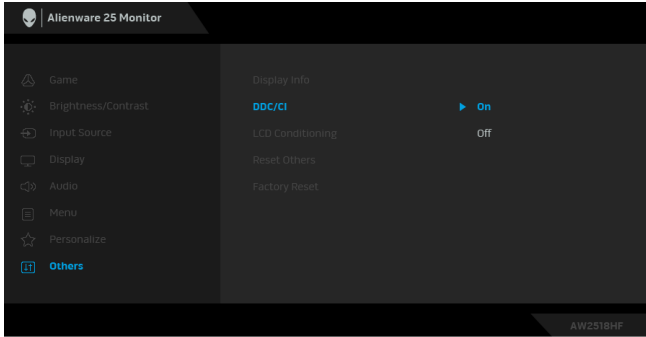 Alienware 25 Monitor
Game
Display Info
Brightness/Contrast
DDC/CI
On
Input Source
LCD Conditioning
Off
Display
Reset Others
Audio
Factory Reset
Menu
Personalize
Others
AW2518HF